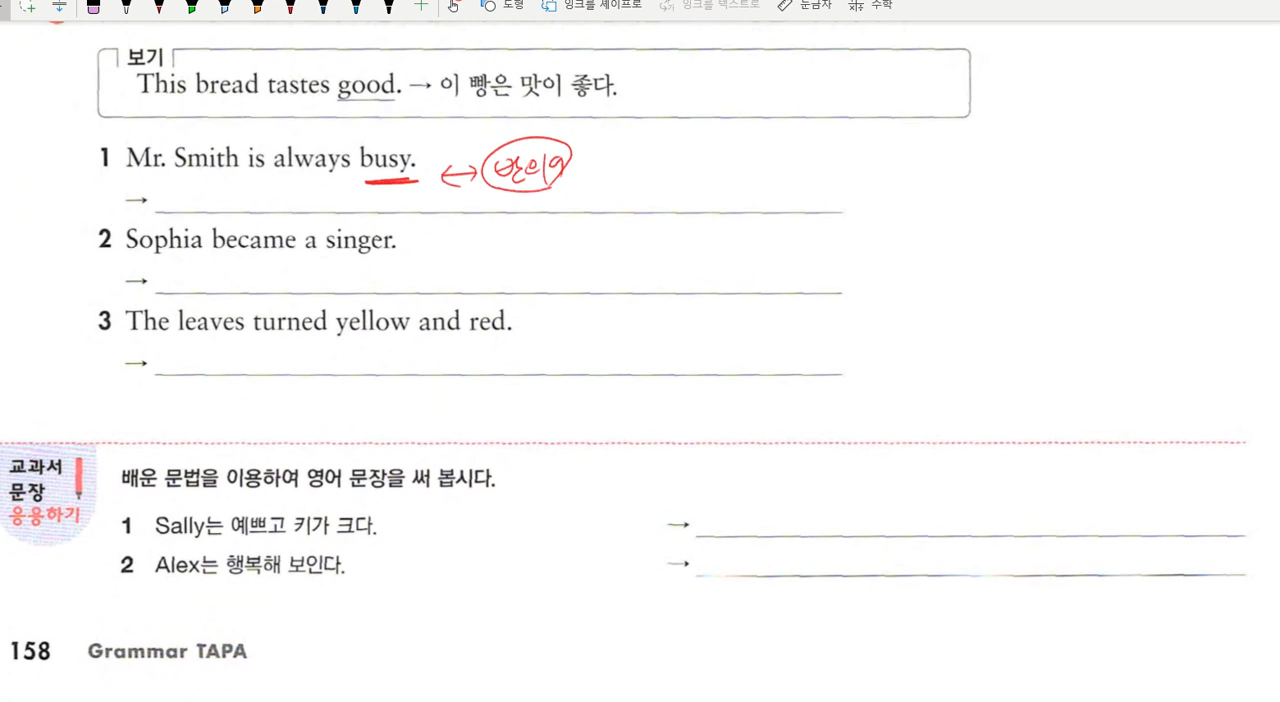 도형 잉크를 셰이프로 잉크를 텍스트로 눈금자 수학
보기
This bread tastes good. → 이 빵은 맛이 좋다.
1 Mr. Smith is always busy. ↔ 반의어
→
2 Sophia became a singer.
→
3 The leaves turned yellow and red.
→
교과서
문장
응용하기
배운 문법을 이용하여 영어 문장을 써 봅시다.
1 Sally는 예쁘고 키가 크다. →
2 Alex는 행복해 보인다. →
158 Grammar TAPA